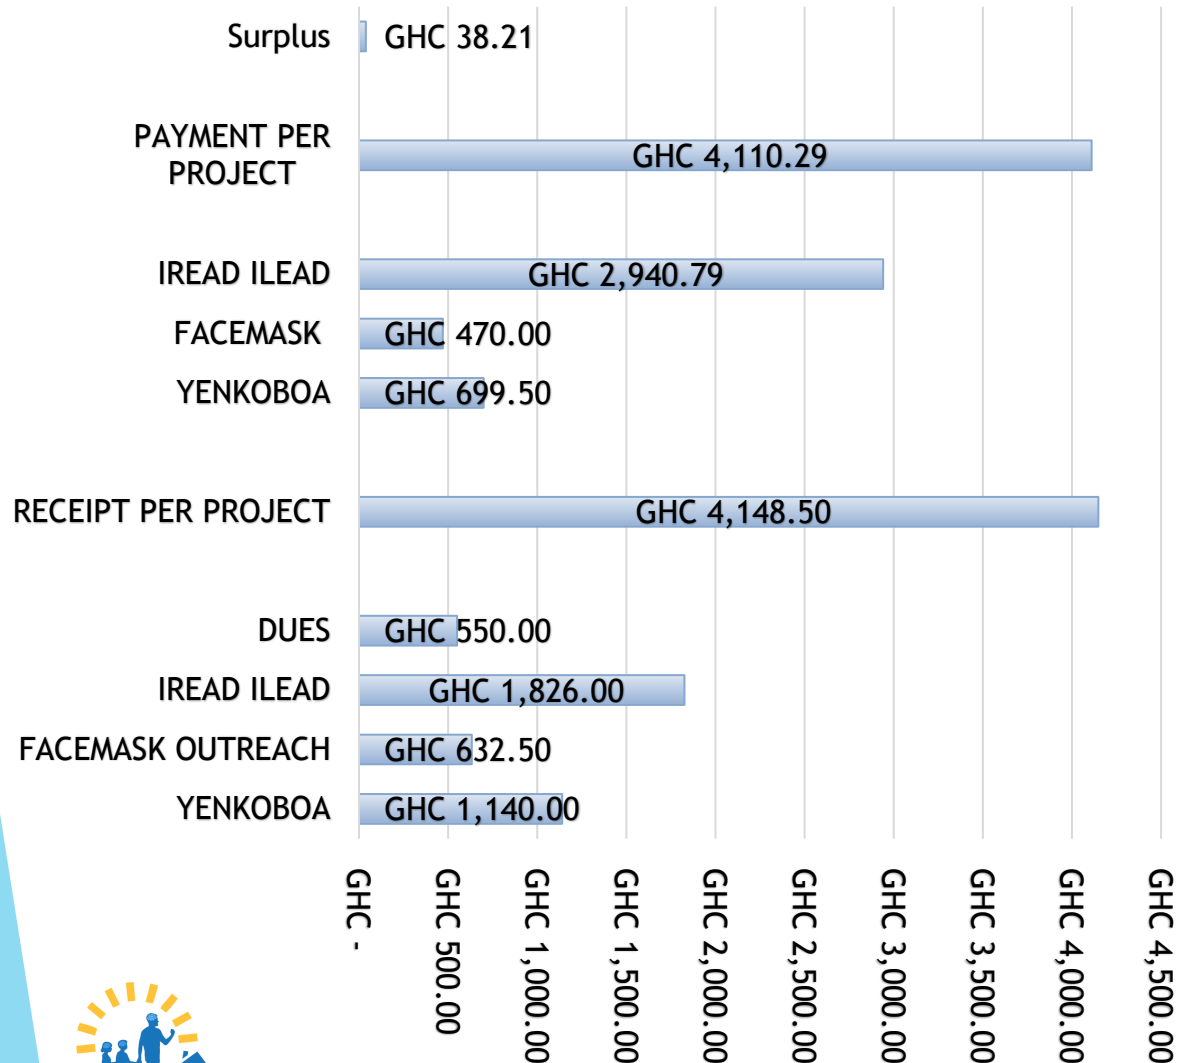 Surplus GHC 38.21
PAYMENT PER
PROJECT GHC 4,110.29
IREAD ILEAD GHC 2,940.79
FACEMASK GHC 470.00
YENKOBOA GHC 699.50
RECEIPT PER PROJECT GHC 4,148.50
DUES GHC 550.00
IREAD ILEAD GHC 1,826.00
FACEMASK OUTREACH GHC 632.50
YENKOBOA GHC 1,140.00
GHC -
GHC 500.00
GHC 1,000.00
GHC 1,500.00
GHC 2,000.00
GHC 2,500.00
GHC 3,000.00
GHC 3,500.00
GHC 4,000.00
GHC 4,500.00